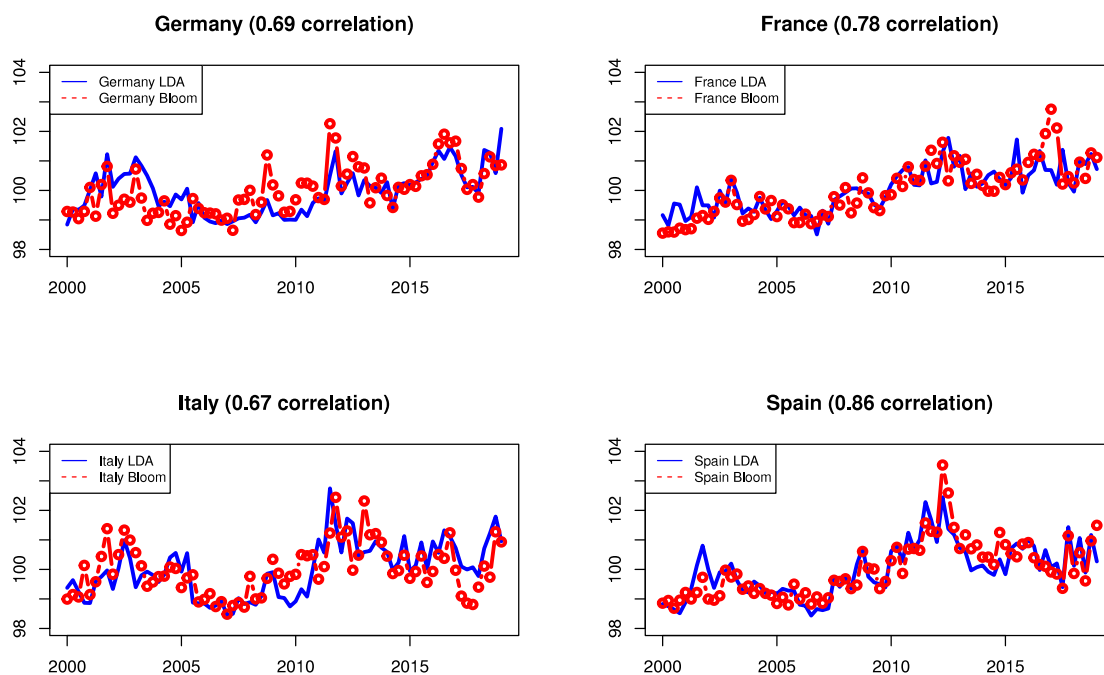 Germany (0.69 correlation)
Germany LDA
Germany Bloom
98 100 102 104
2000 2005 2010 2015
France (0.78 correlation)
France LDA
France Bloom
98 100 102 104
2000 2005 2010 2015
Italy (0.67 correlation)
Italy LDA
Italy Bloom
98 100 102 104
2000 2005 2010 2015
Spain (0.86 correlation)
Spain LDA
Spain Bloom
98 100 102 104
2000 2005 2010 2015